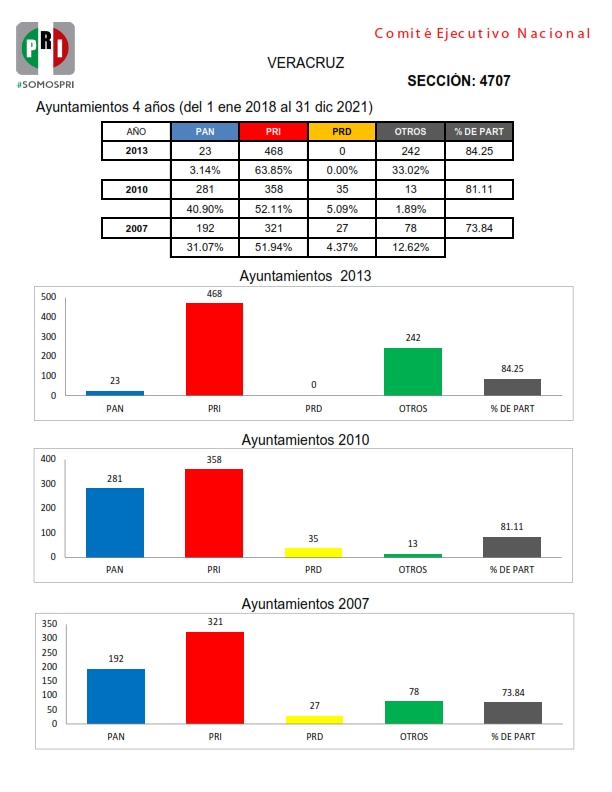 Comité Ejecutivo Nacional
PRI
#SOMOSPRI
VERACRUZ
SECCIÓN: 4707
Ayuntamientos 4 años (del 1 ene 2018 al 31 dic 2021)
AÑO PAN PRI PRD OTROS % DE PART
2013 23 468 0 242 84.25
3.14% 63.85% 0.00% 33.02%
2010 281 358 35 13 81.11
40.90% 52.11% 5.09% 1.89%
2007 192 321 27 78 73.84
31.07% 51.94% 4.37% 12.62%
Ayuntamientos 2013
500
400
300
200
100
0
23 468 0 242 84.25
PAN PRI PRD OTROS % DE PART
Ayuntamientos 2010
400
300
200
100
0
281 358 35 13 81.11
PAN PRI PRD OTROS % DE PART
Ayuntamientos 2007
350
300
250
200
150
100
50
0
192 321 27 78 73.84
PAN PRI PRD OTROS % DE PART